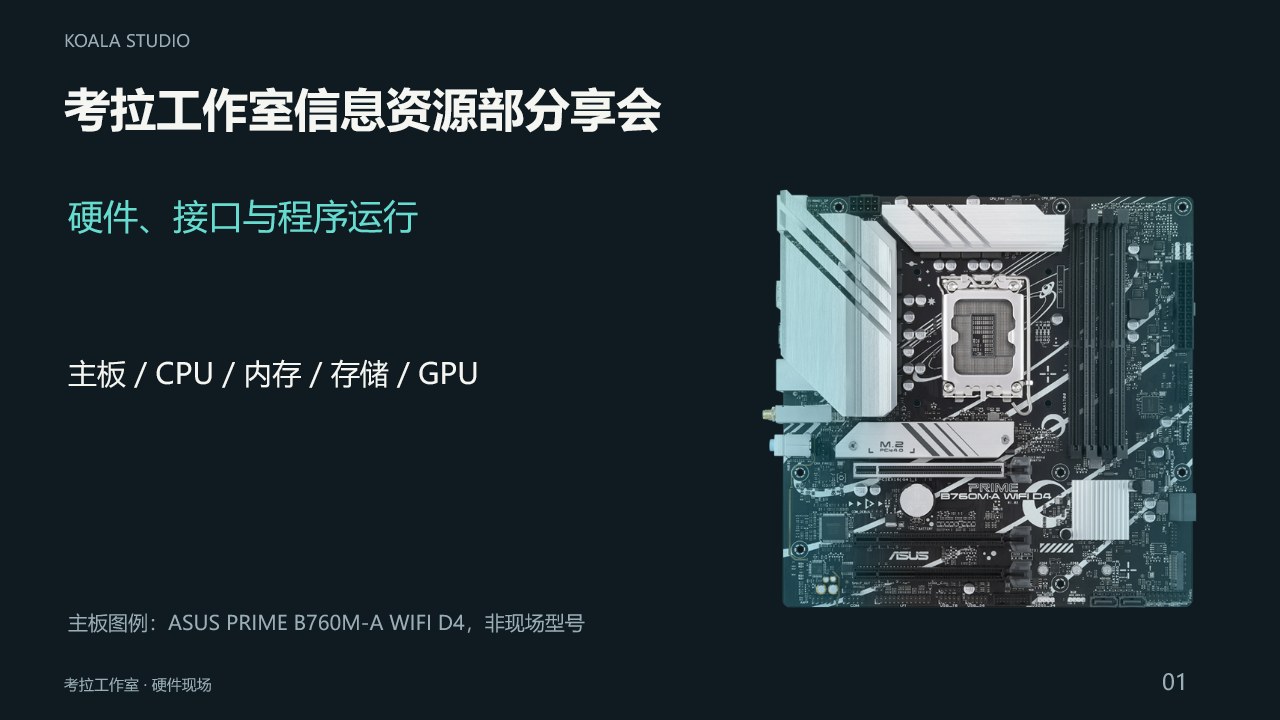 KOALA STUDIO
考拉工作室信息资源部分享会
硬件、接口与程序运行
主板 / CPU / 内存 / 存储 / GPU
M.2
PCIe4.0
PRIME
B760M-A WIFI D4
ASUS
主板图例：ASUS PRIME B760M-A WIFI D4，非现场型号
考拉工作室 · 硬件现场
01